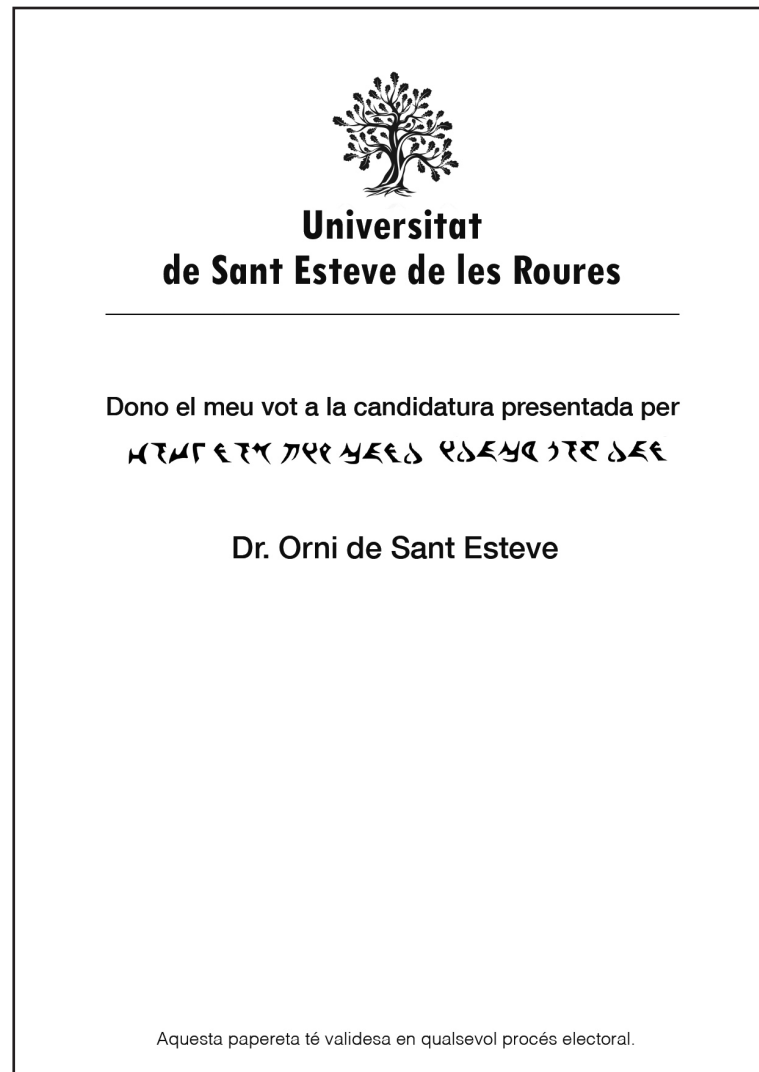 Universitat
de Sant Esteve de les Roures
Dono el meu vot a la candidatura presentada per
Dr. Orni de Sant Esteve
Aquesta papereta té validesa en qualsevol procés electoral.